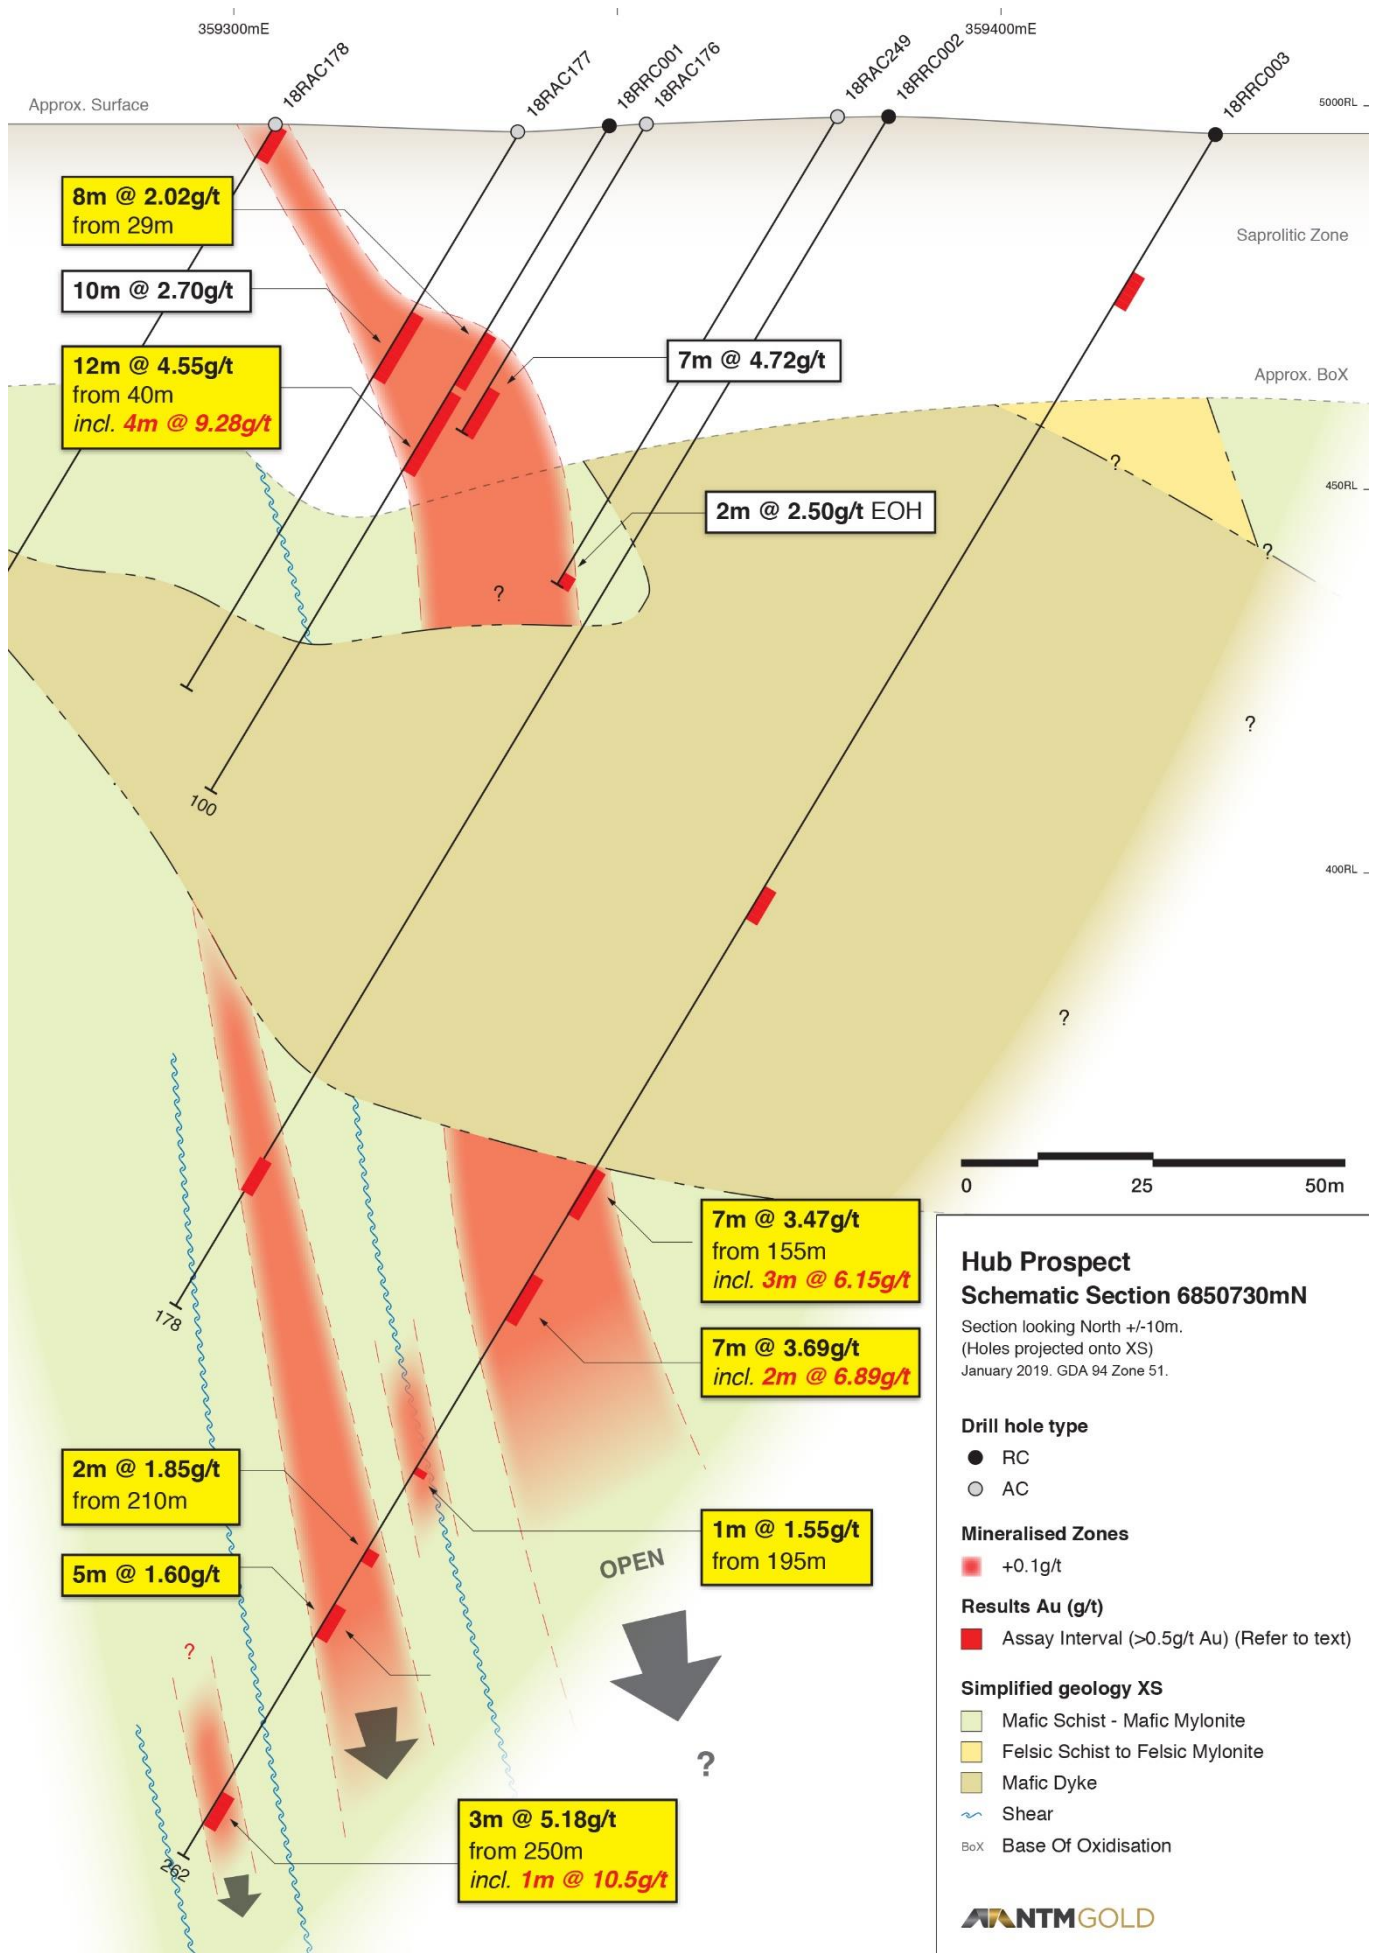 359300mE
359400mE
18RAC178
18RAC177
18RRC001
18RAC176
18RAC249
18RRC002
18RRC003
Approx. Surface
5000RL
8m @ 2.02g/t
from 29m
Saprolitic Zone
10m @ 2.70g/t
12m @ 4.55g/t
from 40m
incl. 4m @ 9.28g/t
7m @ 4.72g/t
Approx. BoX
?
450RL
2m @ 2.50g/t EOH
?
?
?
100
400RL
?
0 25 50m
7m @ 3.47g/t
from 155m
incl. 3m @ 6.15g/t
178
7m @ 3.69g/t
incl. 2m @ 6.89g/t
2m @ 1.85g/t
from 210m
1m @ 1.55g/t
from 195m
OPEN
5m @ 1.60g/t
?
?
3m @ 5.18g/t
from 250m
incl. 1m @ 10.5g/t
262
Hub Prospect
Schematic Section 6850730mN
Section looking North +/-10m.
(Holes projected onto XS)
January 2019. GDA 94 Zone 51.
Drill hole type
RC
AC
Mineralised Zones
+0.1g/t
Results Au (g/t)
Assay Interval (>0.5g/t Au) (Refer to text)
Simplified geology XS
Mafic Schist - Mafic Mylonite
Felsic Schist to Felsic Mylonite
Mafic Dyke
Shear
BoX Base Of Oxidisation
NTMGOLD